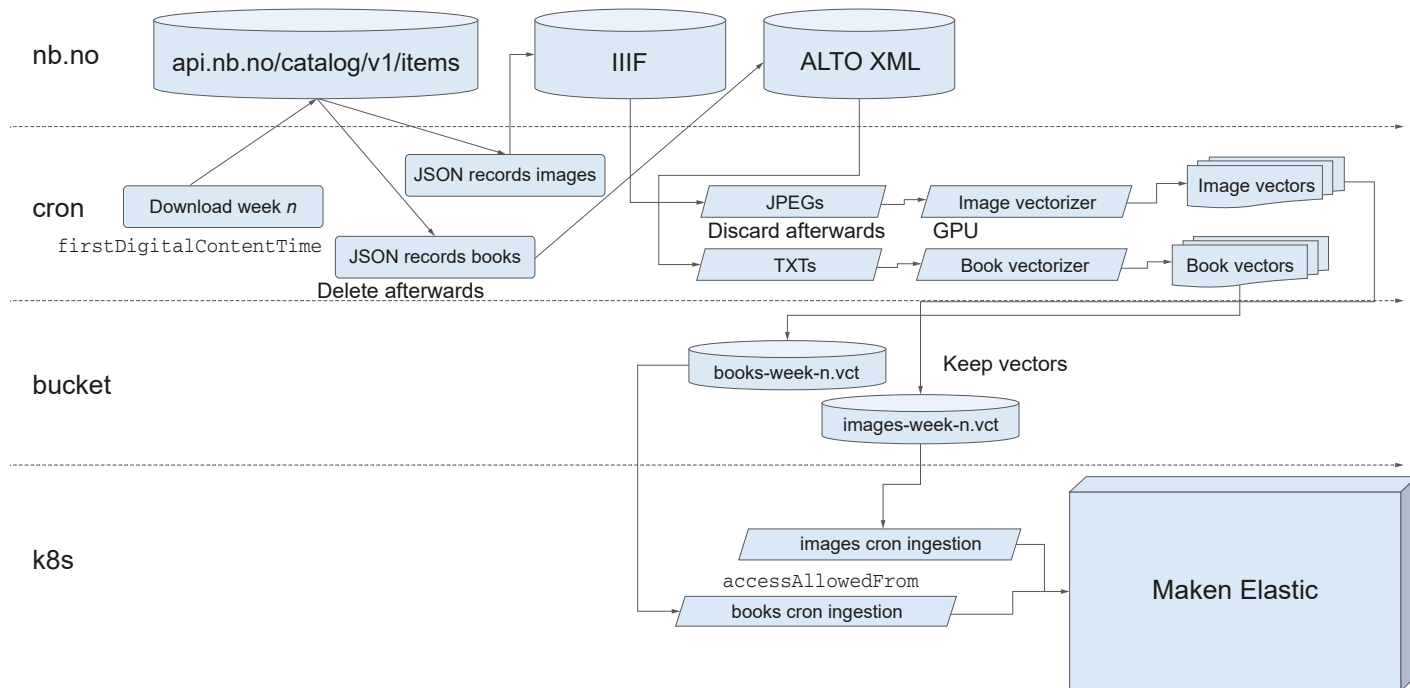 nb.no
api.nb.no/catalog/v1/items
IIIF
ALTO XML
cron
JSON records images
Download week n
firstDigitalContentTime
JSON records books
Delete afterwards
JPEGs
Discard afterwards
Image vectorizer
GPU
Image vectors
TXTs
Book vectorizer
Book vectors
bucket
books-week-n.vct
Keep vectors
images-week-n.vct
k8s
images cron ingestion
accessAllowedFrom
books cron ingestion
Maken Elastic